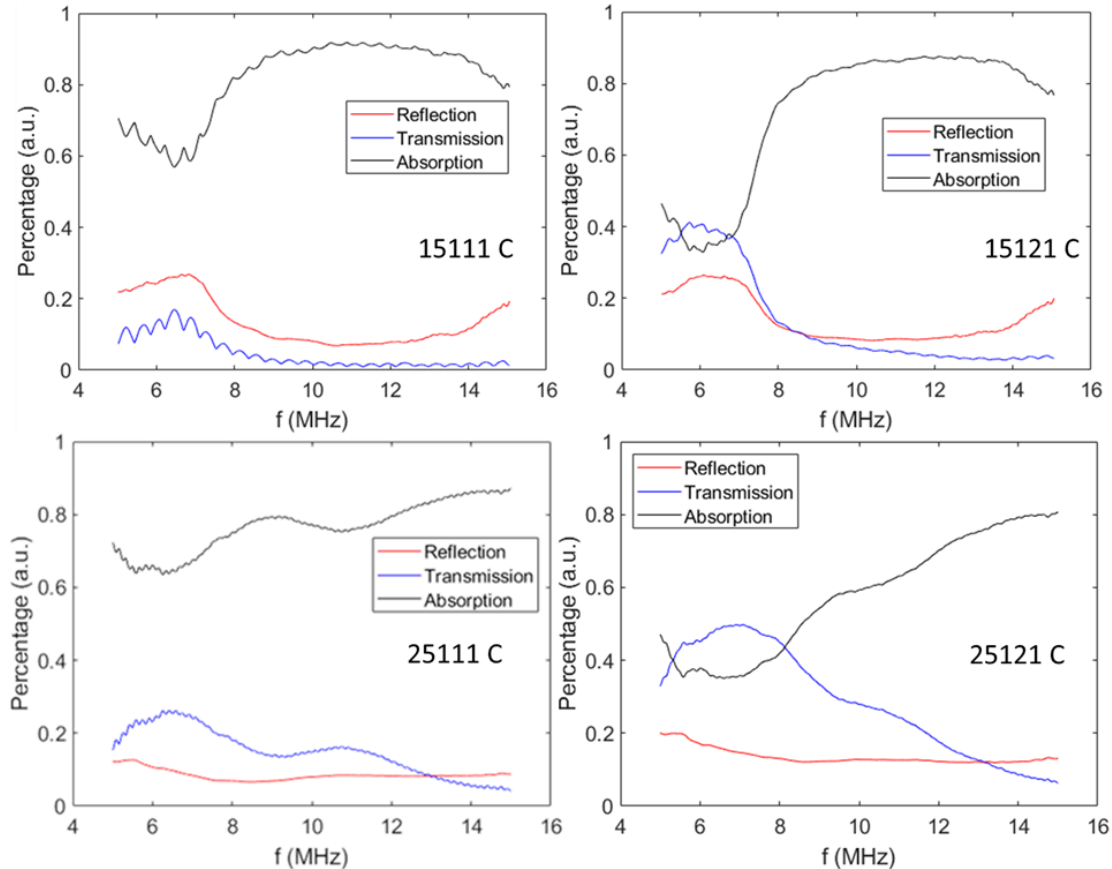 1
0.8
0.6
0.4
0.2
0
Percentage (a.u.)
Reflection
Transmission
Absorption
15111 C
4 6 8 10 12 14 16
f (MHz)
1
0.8
0.6
0.4
0.2
0
Percentage (a.u.)
Reflection
Transmission
Absorption
15121 C
4 6 8 10 12 14 16
f (MHz)
1
0.8
0.6
0.4
0.2
0
Percentage (a.u.)
Reflection
Transmission
Absorption
25111 C
4 6 8 10 12 14 16
f (MHz)
1
0.8
0.6
0.4
0.2
0
Percentage (a.u.)
Reflection
Transmission
Absorption
25121 C
4 6 8 10 12 14 16
f (MHz)